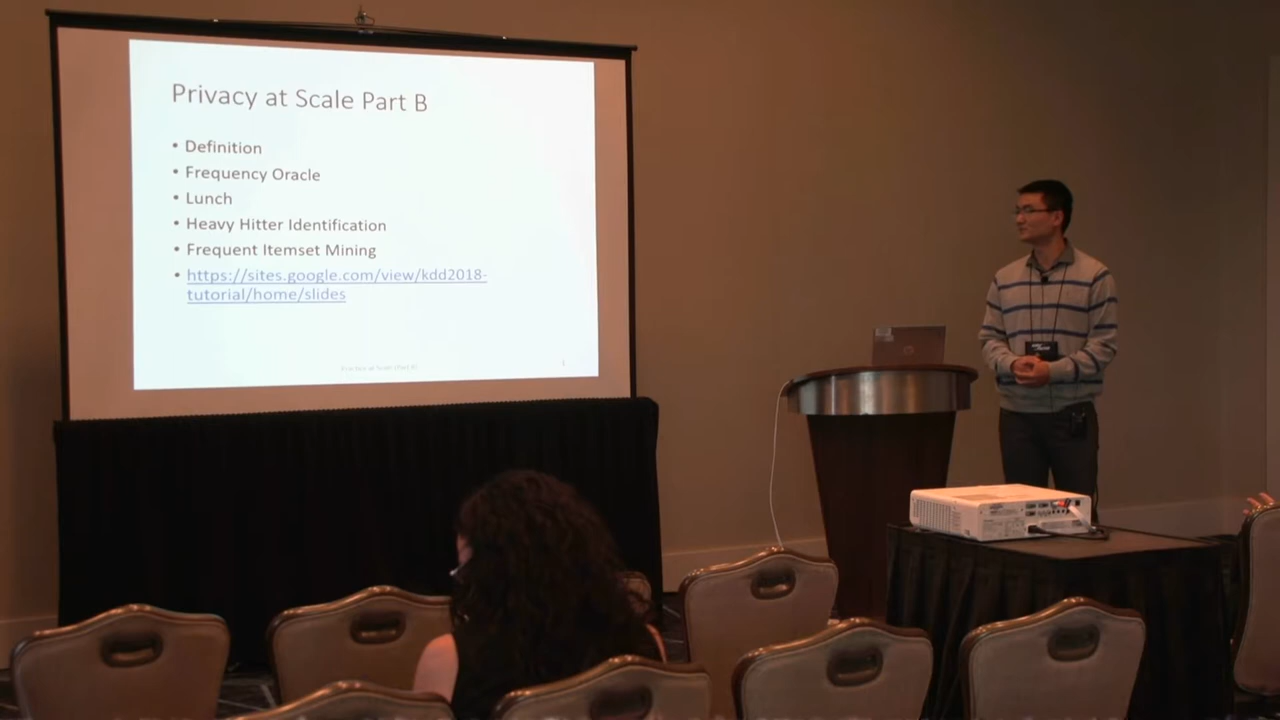 Privacy at Scale Part B
• Definition
• Frequency Oracle
• Lunch
• Heavy Hitter Identification
• Frequent Itemset Mining
• https://sites.google.com/view/kdd2018-
tutorial/home/slides